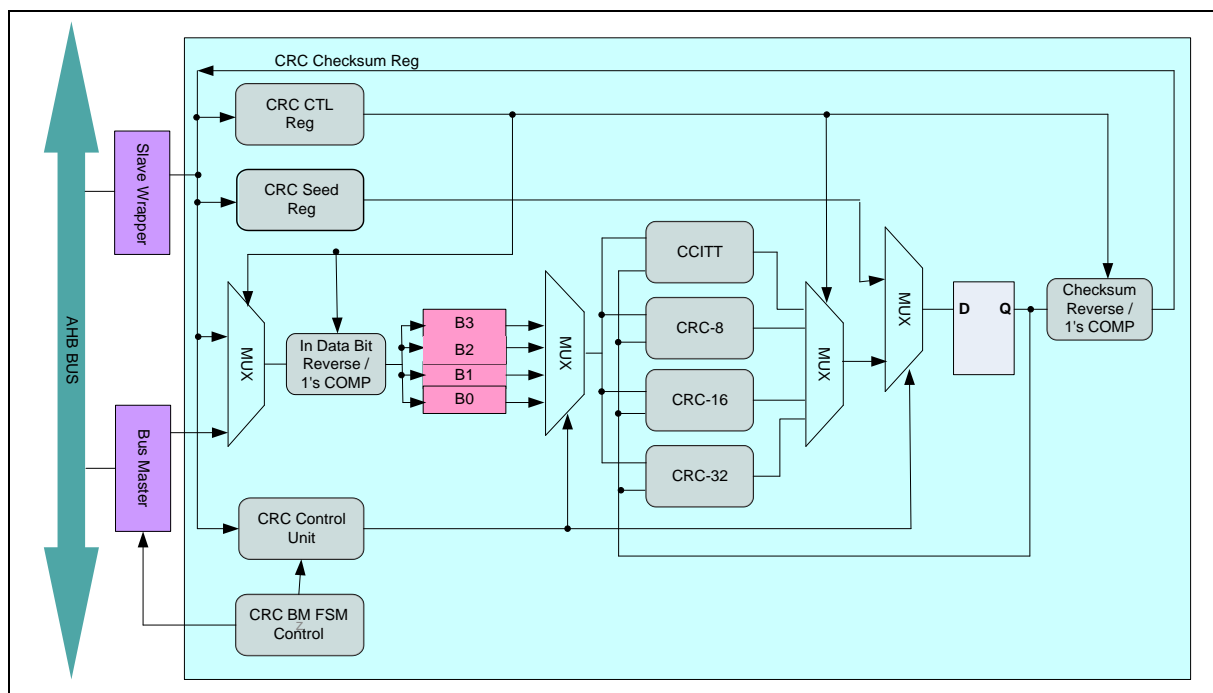 CRC Checksum Reg
CRC CTL
Reg
Slave Wrapper
CRC Seed
Reg
AHB BUS
CCITT
MUX
D
Q
Checksum
Reverse /
1's COMP
MUX
In Data Bit
Reverse /
1's COMP
B3
B2
B1
B0
MUX
CRC-8
MUX
CRC-16
CRC-32
Bus Master
CRC Control
Unit
CRC BM FSM
Control
Z